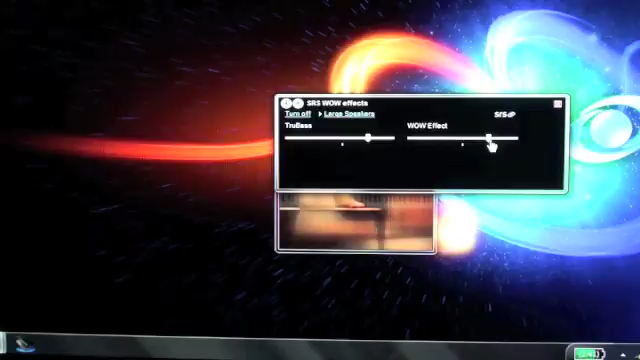 SRS WOW effects
Turn off Large Speakers SRS
TruBass WOW Effect